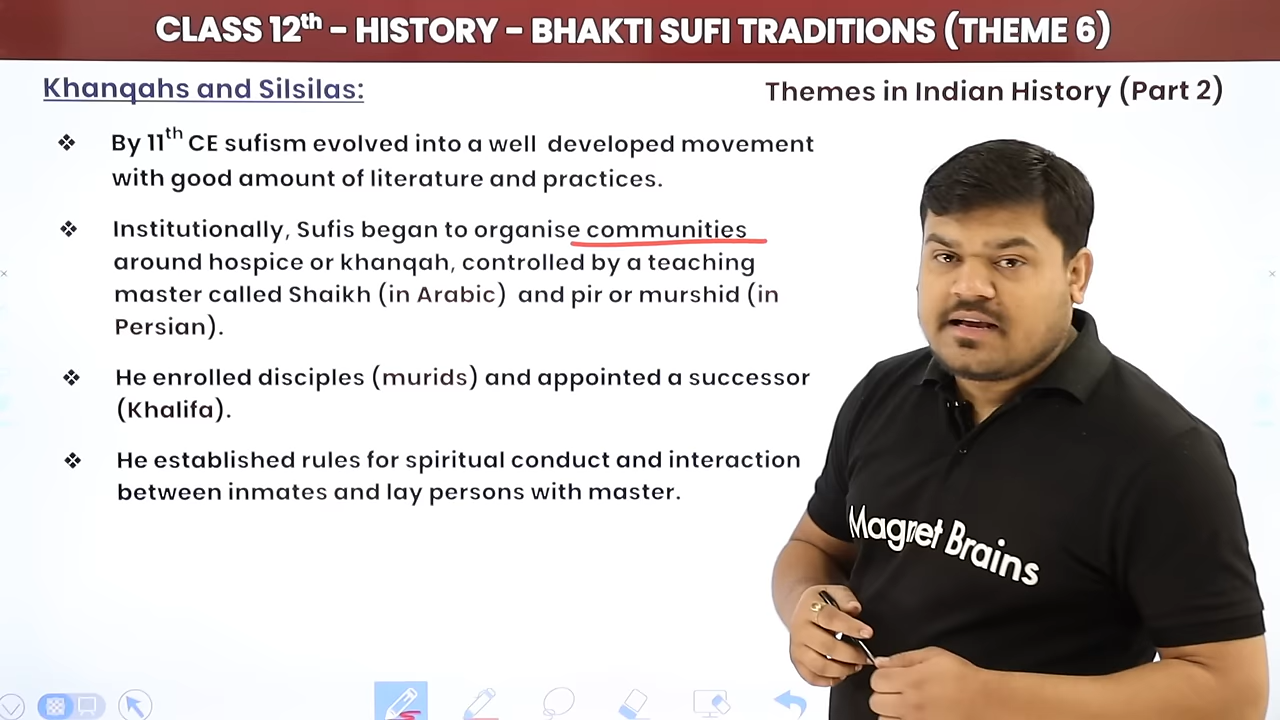 CLASS 12th - HISTORY - BHAKTI SUFI TRADITIONS (THEME 6)
Khanqahs and Silsilas:
Themes in Indian History (Part 2)
❖ By 11th CE sufism evolved into a well developed movement
with good amount of literature and practices.
❖ Institutionally, Sufis began to organise communities
around hospice or khanqah, controlled by a teaching
master called Shaikh (in Arabic) and pir or murshid (in
Persian).
❖ He enrolled disciples (murids) and appointed a successor
(Khalifa).
❖ He established rules for spiritual conduct and interaction
between inmates and lay persons with master.
Magnet Brains